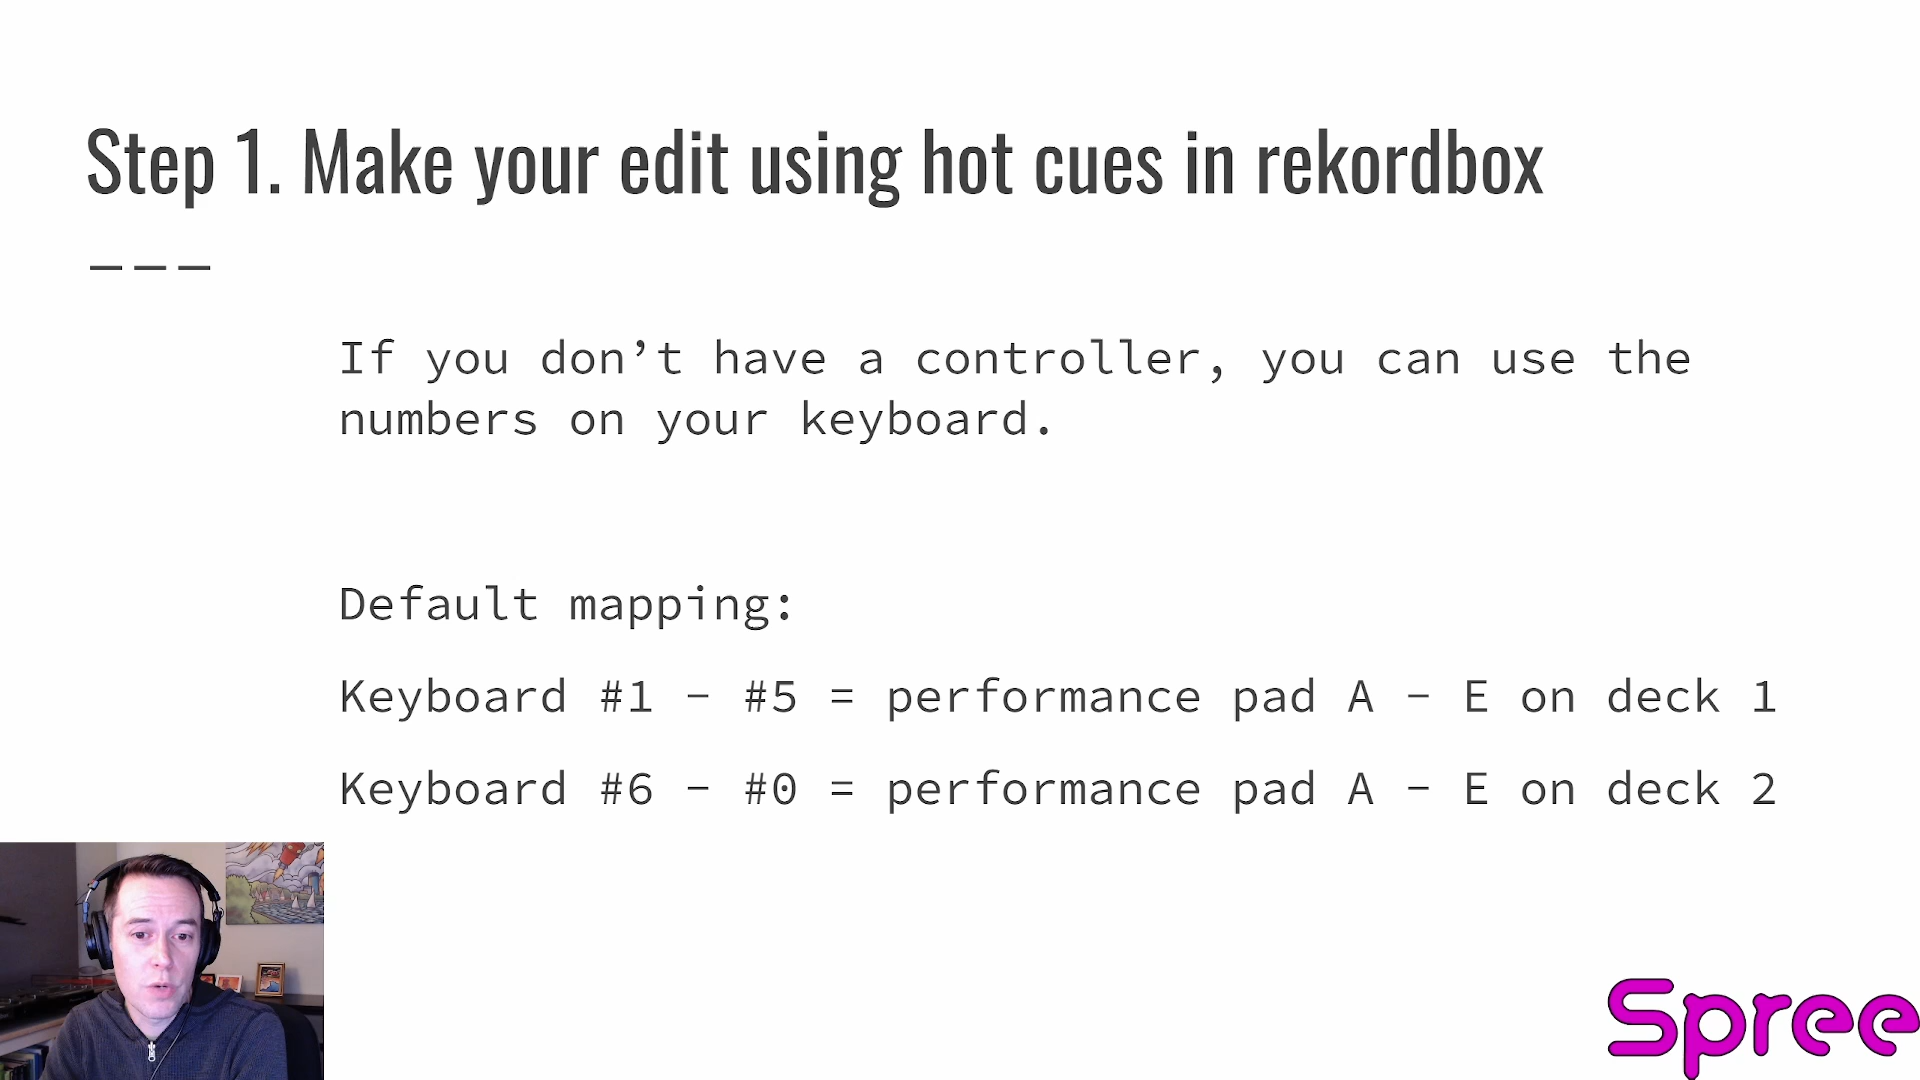 Step 1. Make your edit using hot cues in rekordbox
If you don’t have a controller, you can use the
numbers on your keyboard.
Default mapping:
Keyboard #1 - #5 = performance pad A - E on deck 1
Keyboard #6 - #0 = performance pad A - E on deck 2
Spree